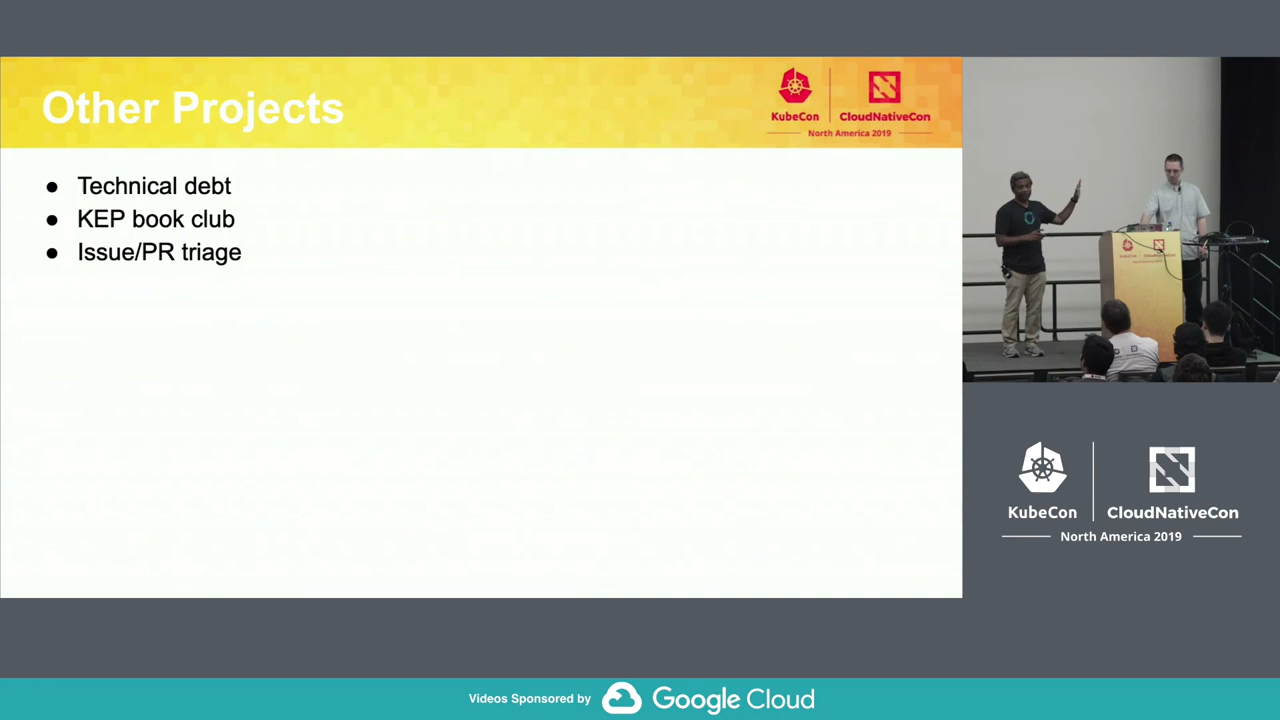 Other Projects
KubeCon
CloudNativeCon
North America 2019
● Technical debt
● KEP book club
● Issue/PR triage
KubeCon
CloudNativeCon
North America 2019
Videos Sponsored by Google Cloud